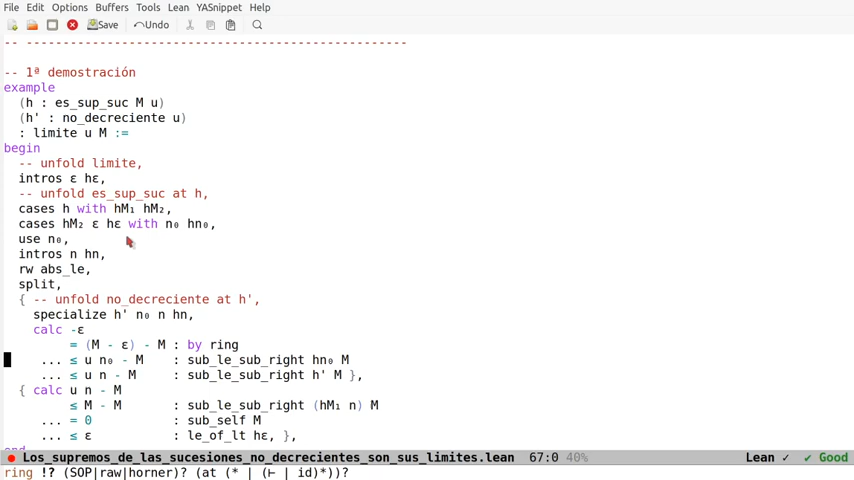 File Edit Options Buffers Tools Lean YASnippet Help
Save Undo
-- ----------------------------------------------------
-- 1ª demostración
example
(h : es_sup_suc M u)
(h' : no_decreciente u)
: limite u M :=
begin
-- unfold limite,
intros ε hε,
-- unfold es_sup_suc at h,
cases h with hM₁ hM₂,
cases hM₂ ε hε with n₀ hn₀,
use n₀,
intros n hn,
rw abs_le,
split,
{ -- unfold no_decreciente at h',
specialize h' n₀ n hn,
calc -ε
= (M - ε) - M : by ring
... ≤ u n₀ - M : sub_le_sub_right hn₀ M
... ≤ u n - M : sub_le_sub_right h' M },
{ calc u n - M
≤ M - M : sub_le_sub_right (hM₁ n) M
... = 0 : sub_self M
... ≤ ε : le_of_lt hε, },
end
Los_supremos_de_las_sucesiones_no_decrecientes_son_sus_limites.lean 67:0 40% Lean ✓ ✓ Good
ring !? (SOP|raw|horner)? (at (* | (⊢ | id)*))?